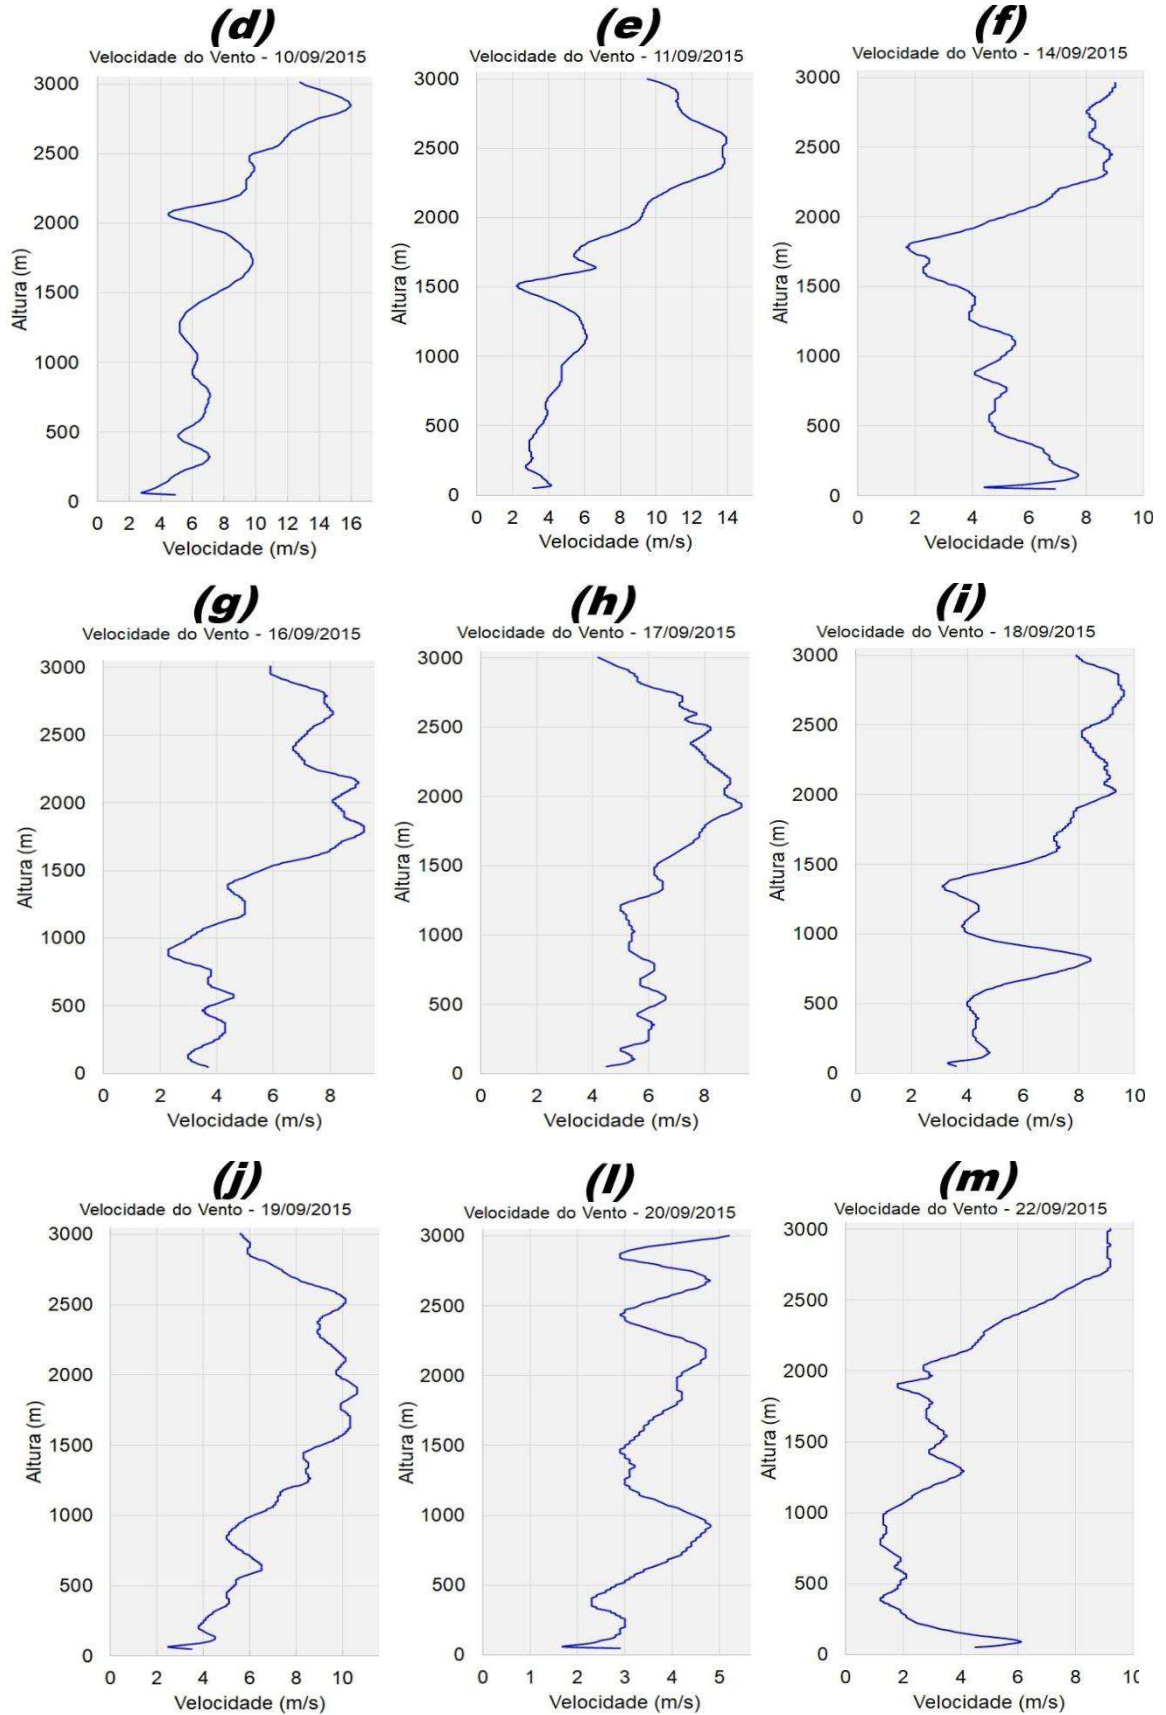 (d)
Velocidade do Vento - 10/09/2015
3000
2500
2000
1500
1000
500
0
Altura (m)
0 2 4 6 8 10 12 14 16
Velocidade (m/s)
(e)
Velocidade do Vento - 11/09/2015
3000
2500
2000
1500
1000
500
0
Altura (m)
0 2 4 6 8 10 12 14
Velocidade (m/s)
(f)
Velocidade do Vento - 14/09/2015
3000
2500
2000
1500
1000
500
0
Altura (m)
0 2 4 6 8 10
Velocidade (m/s)
(g)
Velocidade do Vento - 16/09/2015
3000
2500
2000
1500
1000
500
0
Altura (m)
0 2 4 6 8
Velocidade (m/s)
(h)
Velocidade do Vento - 17/09/2015
3000
2500
2000
1500
1000
500
0
Altura (m)
0 2 4 6 8
Velocidade (m/s)
(i)
Velocidade do Vento - 18/09/2015
3000
2500
2000
1500
1000
500
0
Altura (m)
0 2 4 6 8 10
Velocidade (m/s)
(j)
Velocidade do Vento - 19/09/2015
3000
2500
2000
1500
1000
500
0
Altura (m)
0 2 4 6 8 10
Velocidade (m/s)
(l)
Velocidade do Vento - 20/09/2015
3000
2500
2000
1500
1000
500
0
Altura (m)
0 1 2 3 4 5
Velocidade (m/s)
(m)
Velocidade do Vento - 22/09/2015
3000
2500
2000
1500
1000
500
0
Altura (m)
0 2 4 6 8 10
Velocidade (m/s)